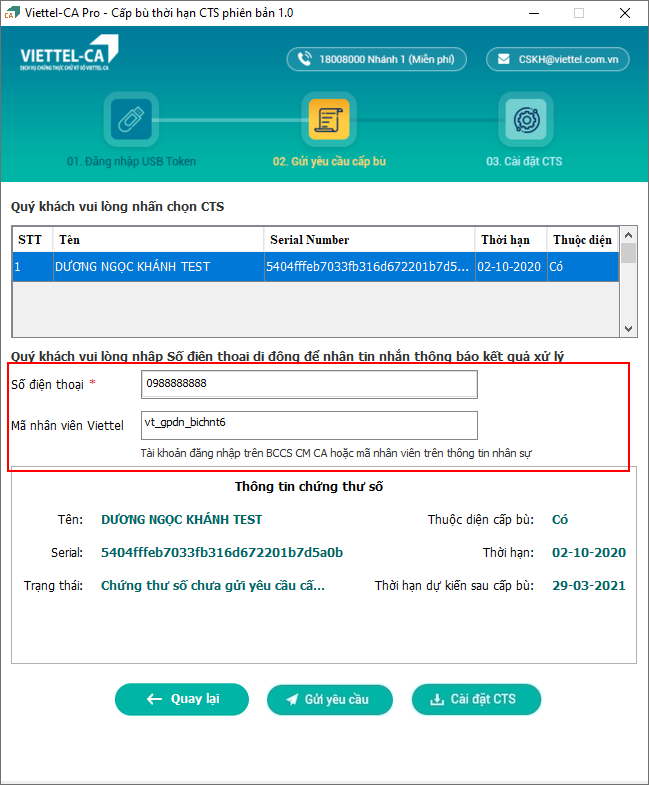 CA Viettel-CA Pro - Cấp bù thời hạn CTS phiên bản 1.0
VIETTEL-CA
DỊCH VỤ CHỨNG THỰC CHỮ KÝ SỐ VIETTEL-CA
18008000 Nhánh 1 (Miễn phí)
CSKH@viettel.com.vn
01. Đăng nhập USB Token
02. Gửi yêu cầu cấp bù
03. Cài đặt CTS
Quý khách vui lòng nhấn chọn CTS
STT Tên Serial Number Thời hạn Thuộc diện
1 DƯƠNG NGỌC KHÁNH TEST 5404fffeb7033fb316d672201b7d5... 02-10-2020 Có
Quý khách vui lòng nhập Số điện thoại di động để nhận tin nhắn thông báo kết quả xử lý
Số điện thoại * 0988888888
Mã nhân viên Viettel vt_gpdn_bichnt6
Tài khoản đăng nhập trên BCCS CM CA hoặc mã nhân viên trên thông tin nhân sự
Thông tin chứng thư số
Tên: DƯƠNG NGỌC KHÁNH TEST Thuộc diện cấp bù: Có
Serial: 5404fffeb7033fb316d672201b7d5a0b Thời hạn: 02-10-2020
Trạng thái: Chứng thư số chưa gửi yêu cầu cấ... Thời hạn dự kiến sau cấp bù: 29-03-2021
Quay lại
Gửi yêu cầu
Cài đặt CTS